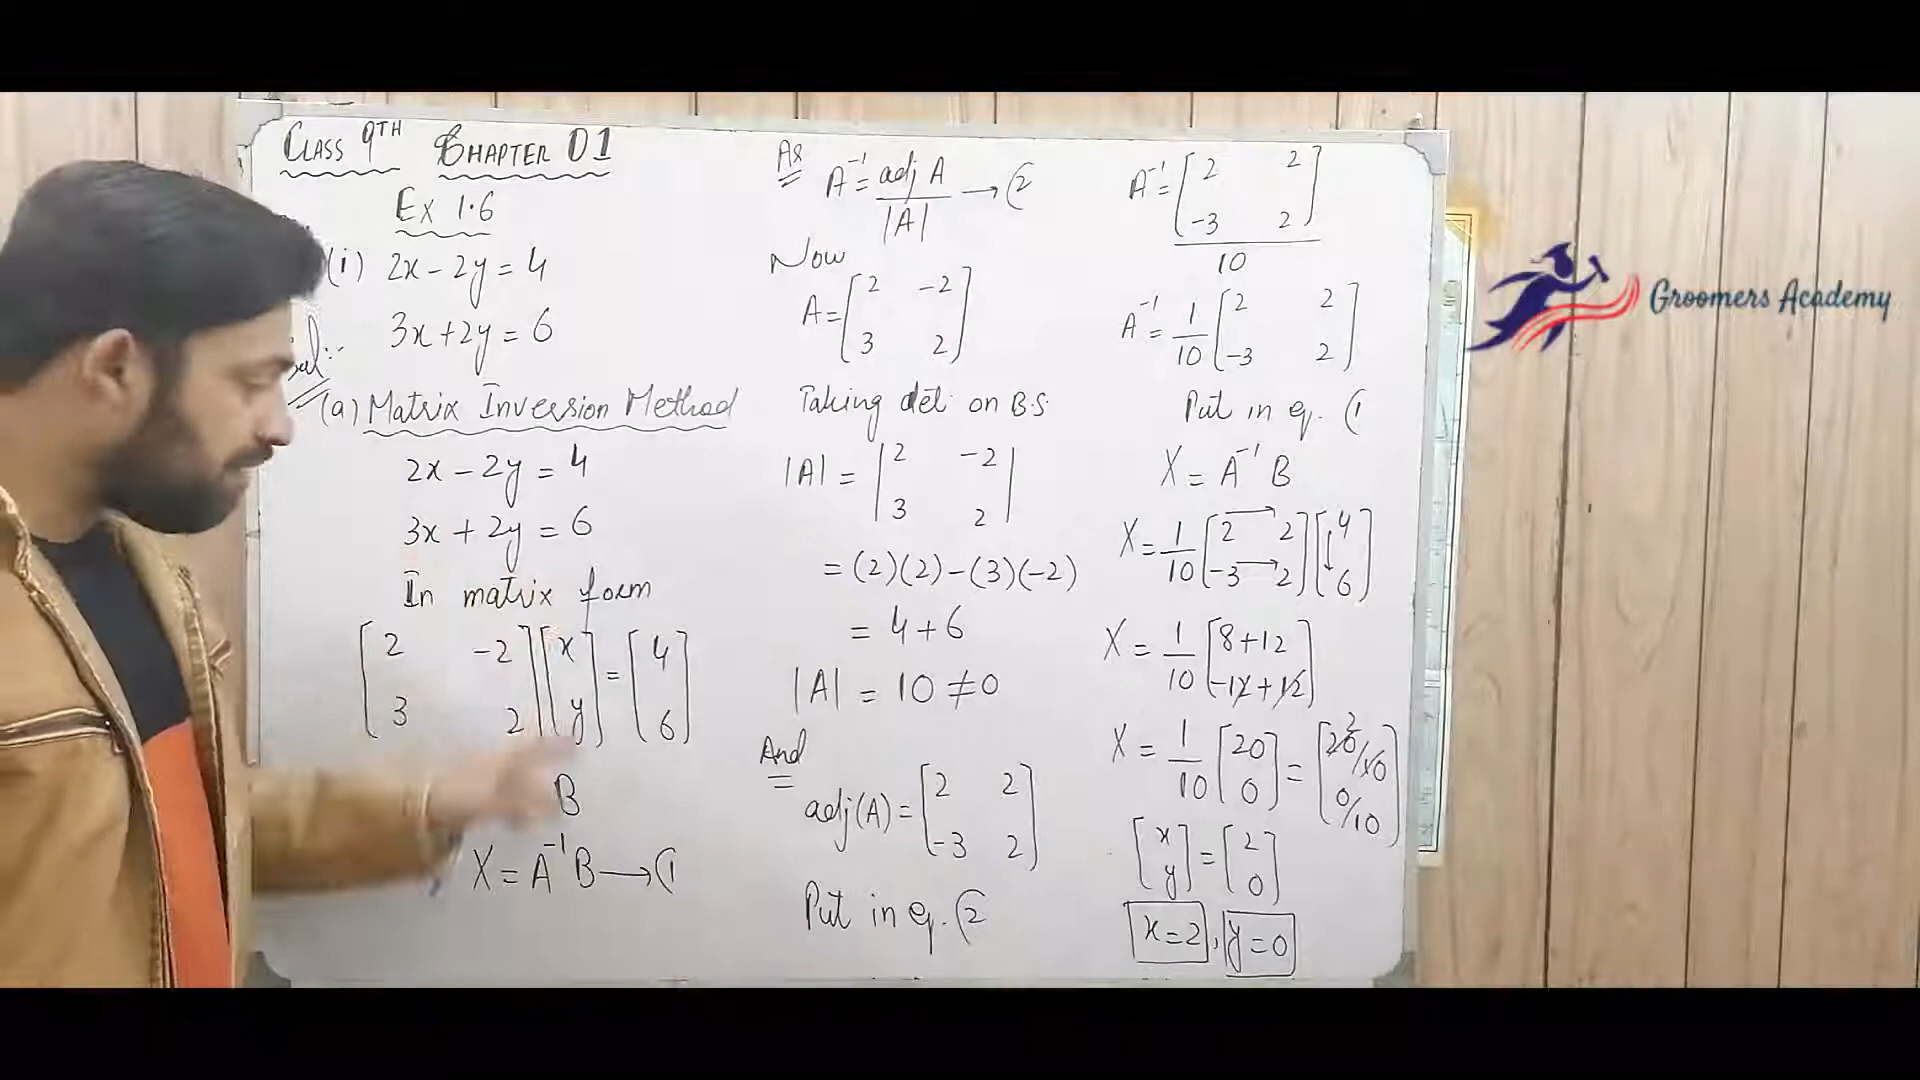 CLASS 9TH CHAPTER 01
Ex 1.6
(i) 2x - 2y = 4
3x + 2y = 6
Sol:-
(a) Matrix Inversion Method
2x - 2y = 4
3x + 2y = 6
In matrix form
[2 -2] [x] = [4]
[3 2] [y] [6]
B
X = A⁻¹B → (1
As
A⁻¹ = adj A / |A| → (2
Now
A = [2 -2]
[3 2]
Taking det. on B.S.
|A| = |2 -2|
|3 2|
= (2)(2) - (3)(-2)
= 4 + 6
|A| = 10 ≠ 0
And
adj(A) = [2 2]
[-3 2]
Put in eq. (2
A⁻¹ = [2 2]
[-3 2]
10
A⁻¹ = 1/10 [2 2]
[-3 2]
Put in eq. (1
X = A⁻¹ B
X = 1/10 [2 2] [4]
[-3 2] [6]
X = 1/10 [8+12]
[-12+12]
X = 1/10 [20] = [20/10]
[0] [0/10]
2
[x] = [2]
[y] [0]
x = 2, y = 0
Groomers Academy